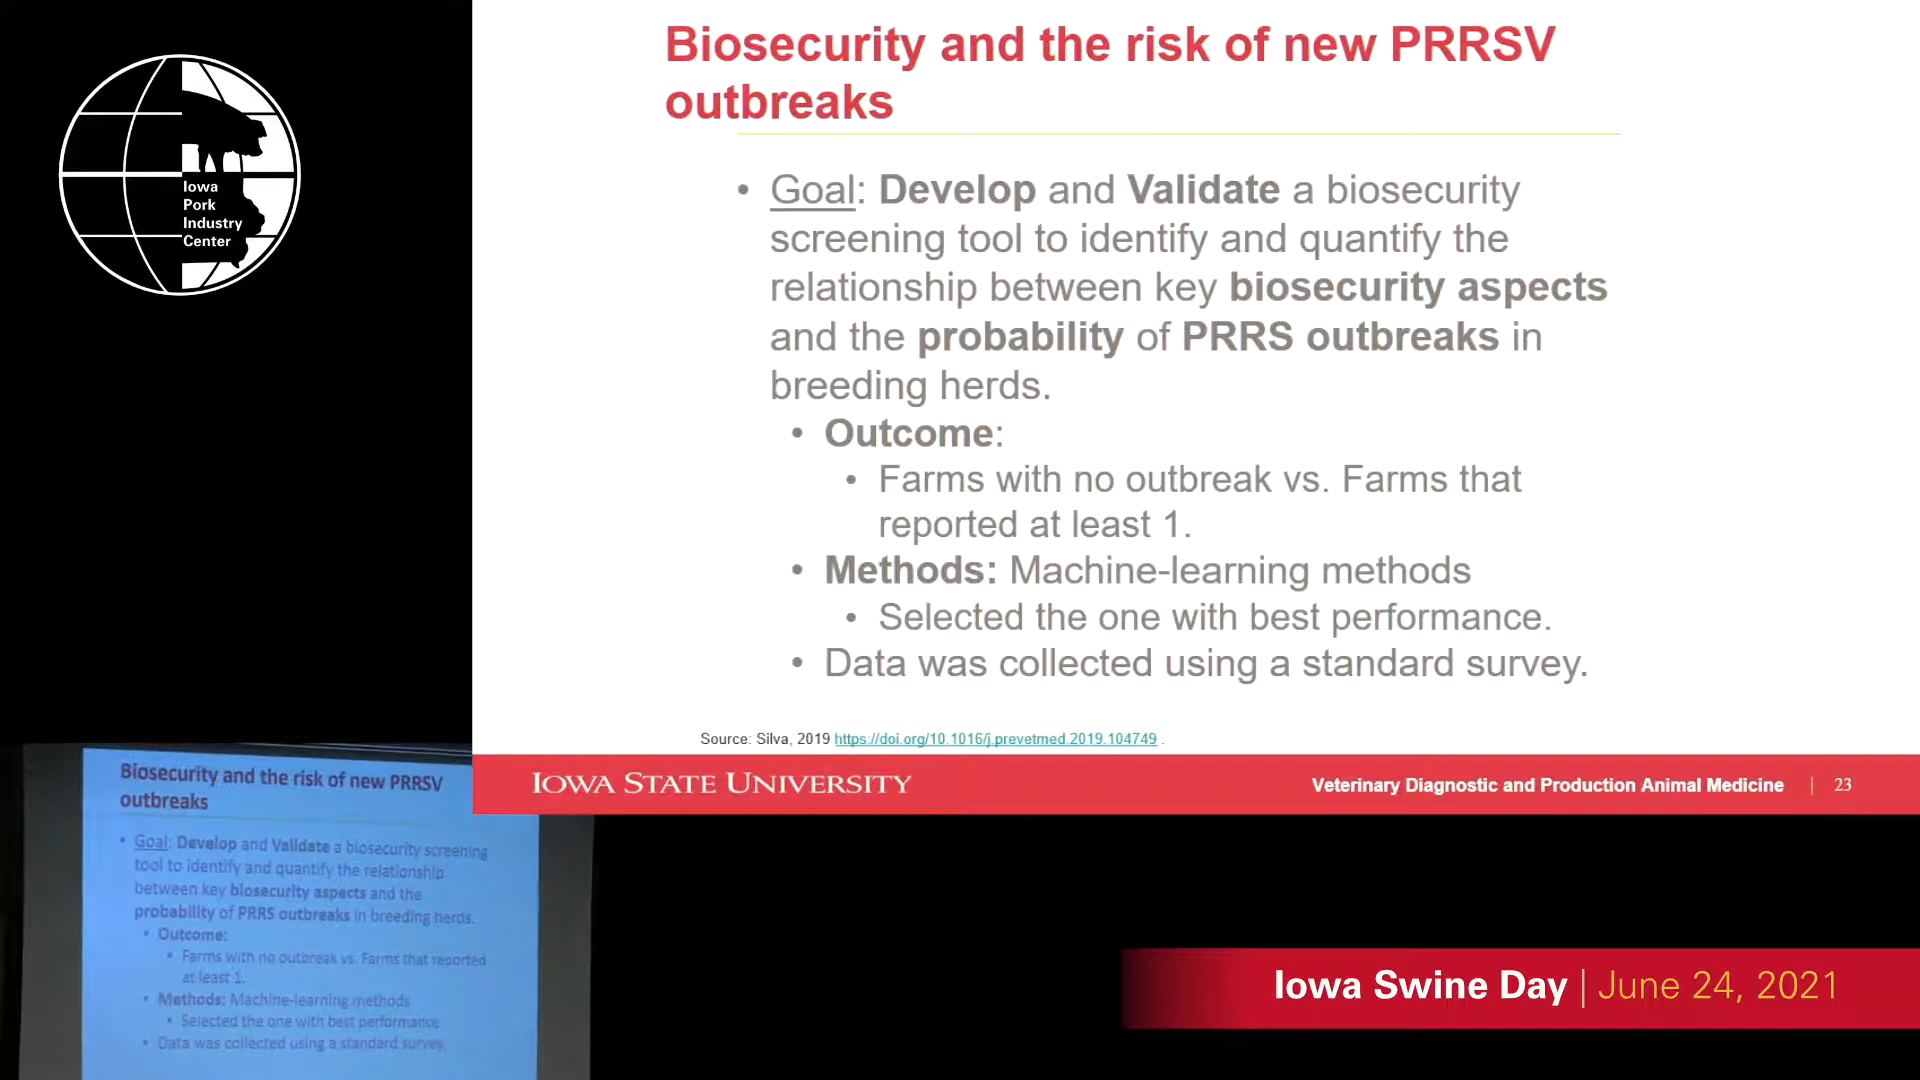 Iowa
Pork
Industry
Center
Biosecurity and the risk of new PRRSV
outbreaks
• Goal: Develop and Validate a biosecurity
screening tool to identify and quantify the
relationship between key biosecurity aspects
and the probability of PRRS outbreaks in
breeding herds.
• Outcome:
• Farms with no outbreak vs. Farms that
reported at least 1.
• Methods: Machine-learning methods
• Selected the one with best performance.
• Data was collected using a standard survey.
Source: Silva, 2019 https://doi.org/10.1016/j.prevetmed.2019.104749 .
IOWA STATE UNIVERSITY
Veterinary Diagnostic and Production Animal Medicine | 23
Biosecurity and the risk of new PRRSV
outbreaks
• Goal: Develop and Validate a biosecurity screening
tool to identify and quantify the relationship
between key biosecurity aspects and the
probability of PRRS outbreaks in breeding herds.
• Outcome:
• Farms with no outbreak vs. Farms that reported
at least 1.
• Methods: Machine-learning methods
• Selected the one with best performance
• Data was collected using a standard survey.
Iowa Swine Day | June 24, 2021